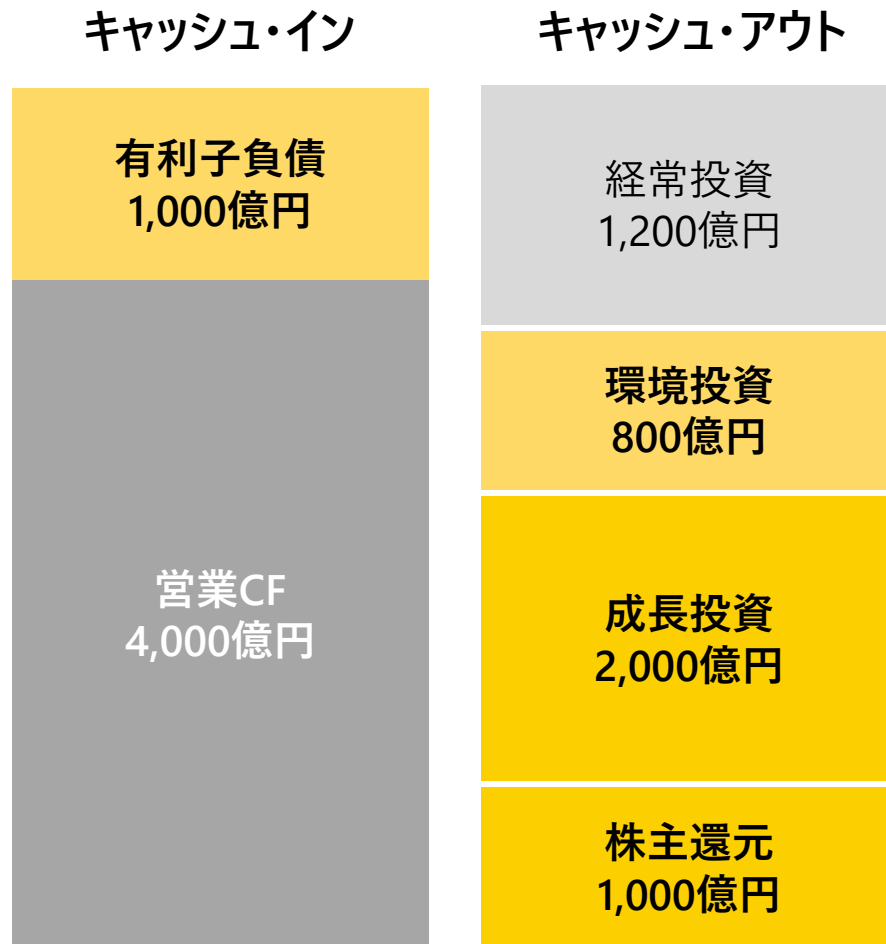 キャッシュ・イン
キャッシュ・アウト
有利子負債
1,000億円
営業CF
4,000億円
経常投資
1,200億円
環境投資
800億円
成長投資
2,000億円
株主還元
1,000億円